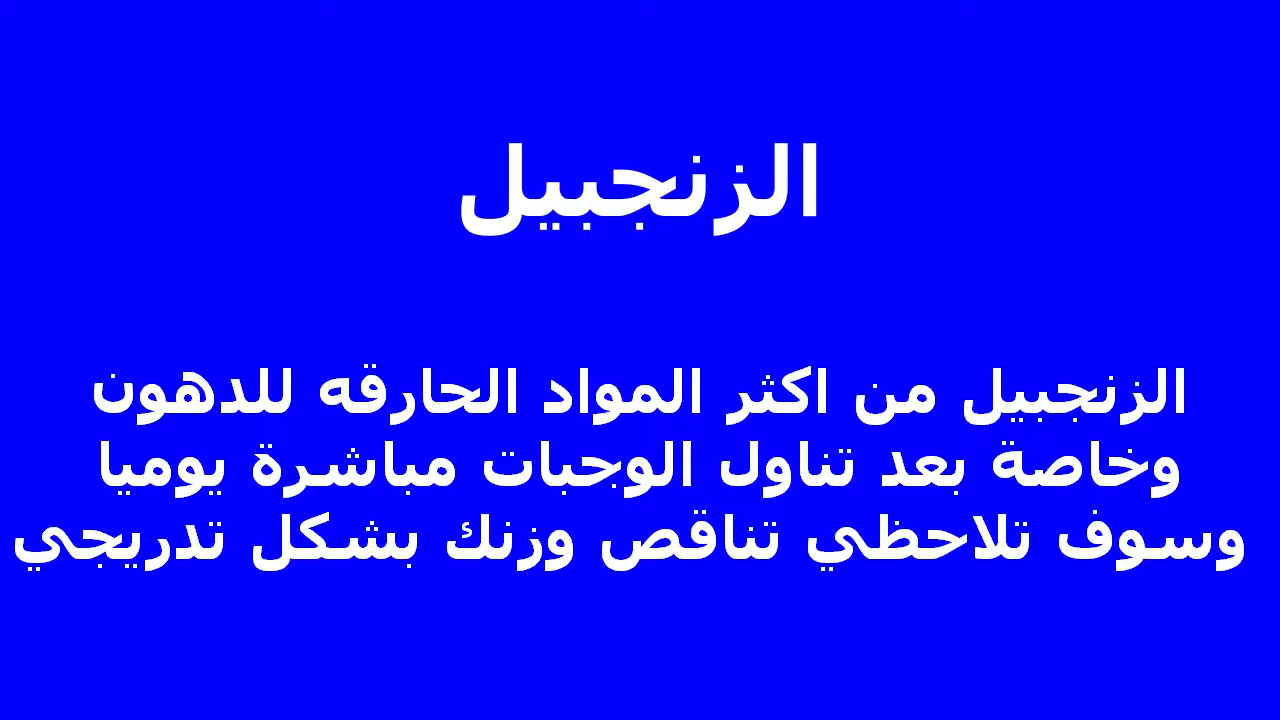 الزنجبيل
الزنجبيل من اكثر المواد الحارقه للدهون
وخاصة بعد تناول الوجبات مباشرة يوميا
وسوف تلاحظي تناقص وزنك بشكل تدريجي